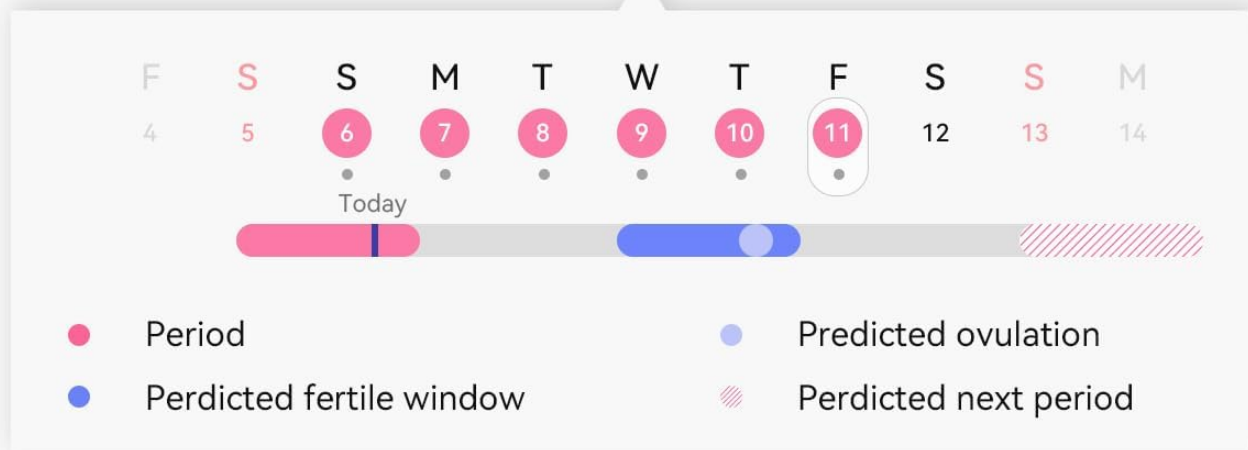 F S S M T W T F S S M
4 5 6 7 8 9 10 11 12 13 14
Today
Period
Predicted ovulation
Perdicted fertile window
Perdicted next period